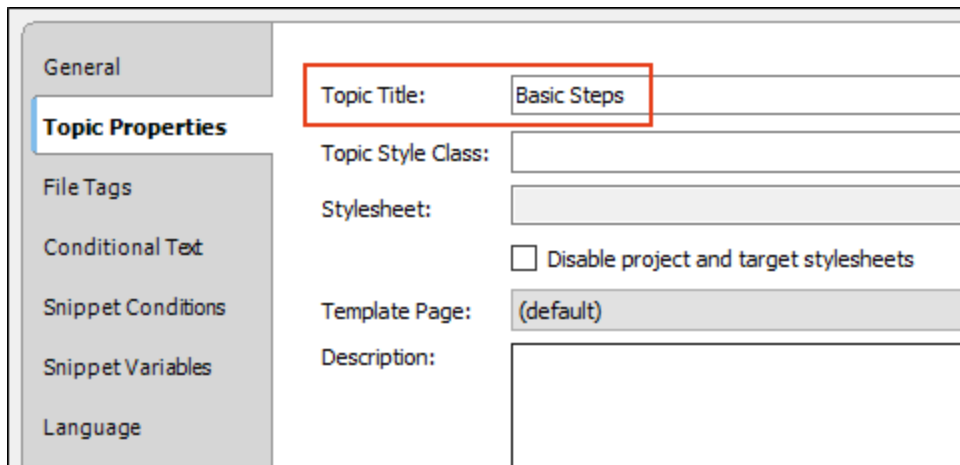 General
Topic Properties
File Tags
Conditional Text
Snippet Conditions
Snippet Variables
Language
Topic Title: Basic Steps
Topic Style Class:
Stylesheet:
Disable project and target stylesheets
Template Page: (default)
Description: